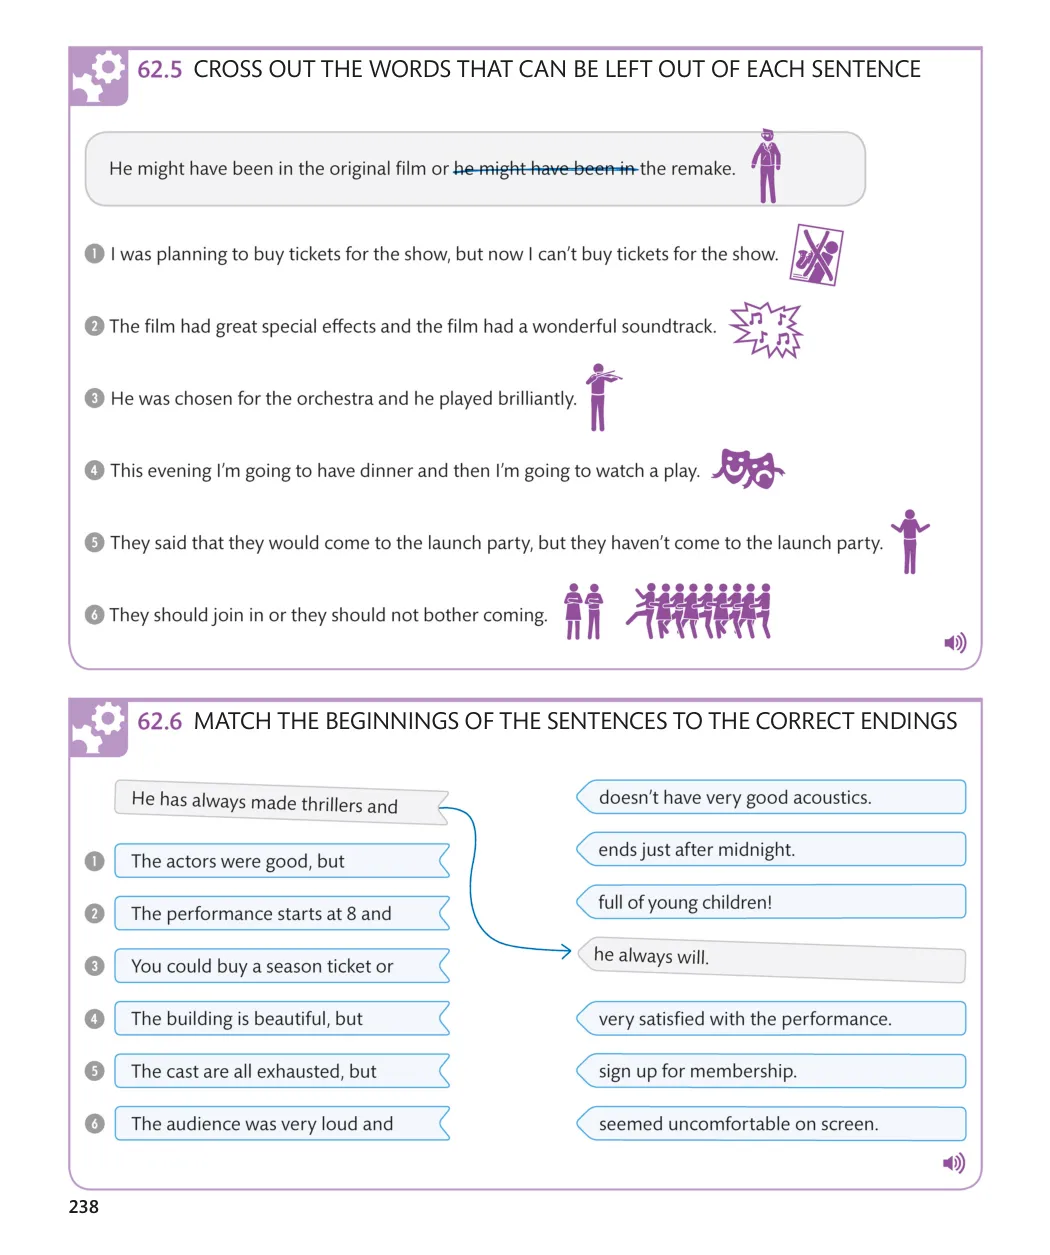 62.5 CROSS OUT THE WORDS THAT CAN BE LEFT OUT OF EACH SENTENCE
He might have been in the original film or he might have been in the remake.
1 I was planning to buy tickets for the show, but now I can't buy tickets for the show.
2 The film had great special effects and the film had a wonderful soundtrack.
3 He was chosen for the orchestra and he played brilliantly.
4 This evening I'm going to have dinner and then I'm going to watch a play.
5 They said that they would come to the launch party, but they haven't come to the launch party.
6 They should join in or they should not bother coming.
62.6 MATCH THE BEGINNINGS OF THE SENTENCES TO THE CORRECT ENDINGS
He has always made thrillers and
1 The actors were good, but
2 The performance starts at 8 and
3 You could buy a season ticket or
4 The building is beautiful, but
5 The cast are all exhausted, but
6 The audience was very loud and
doesn't have very good acoustics.
ends just after midnight.
full of young children!
he always will.
very satisfied with the performance.
sign up for membership.
seemed uncomfortable on screen.
238